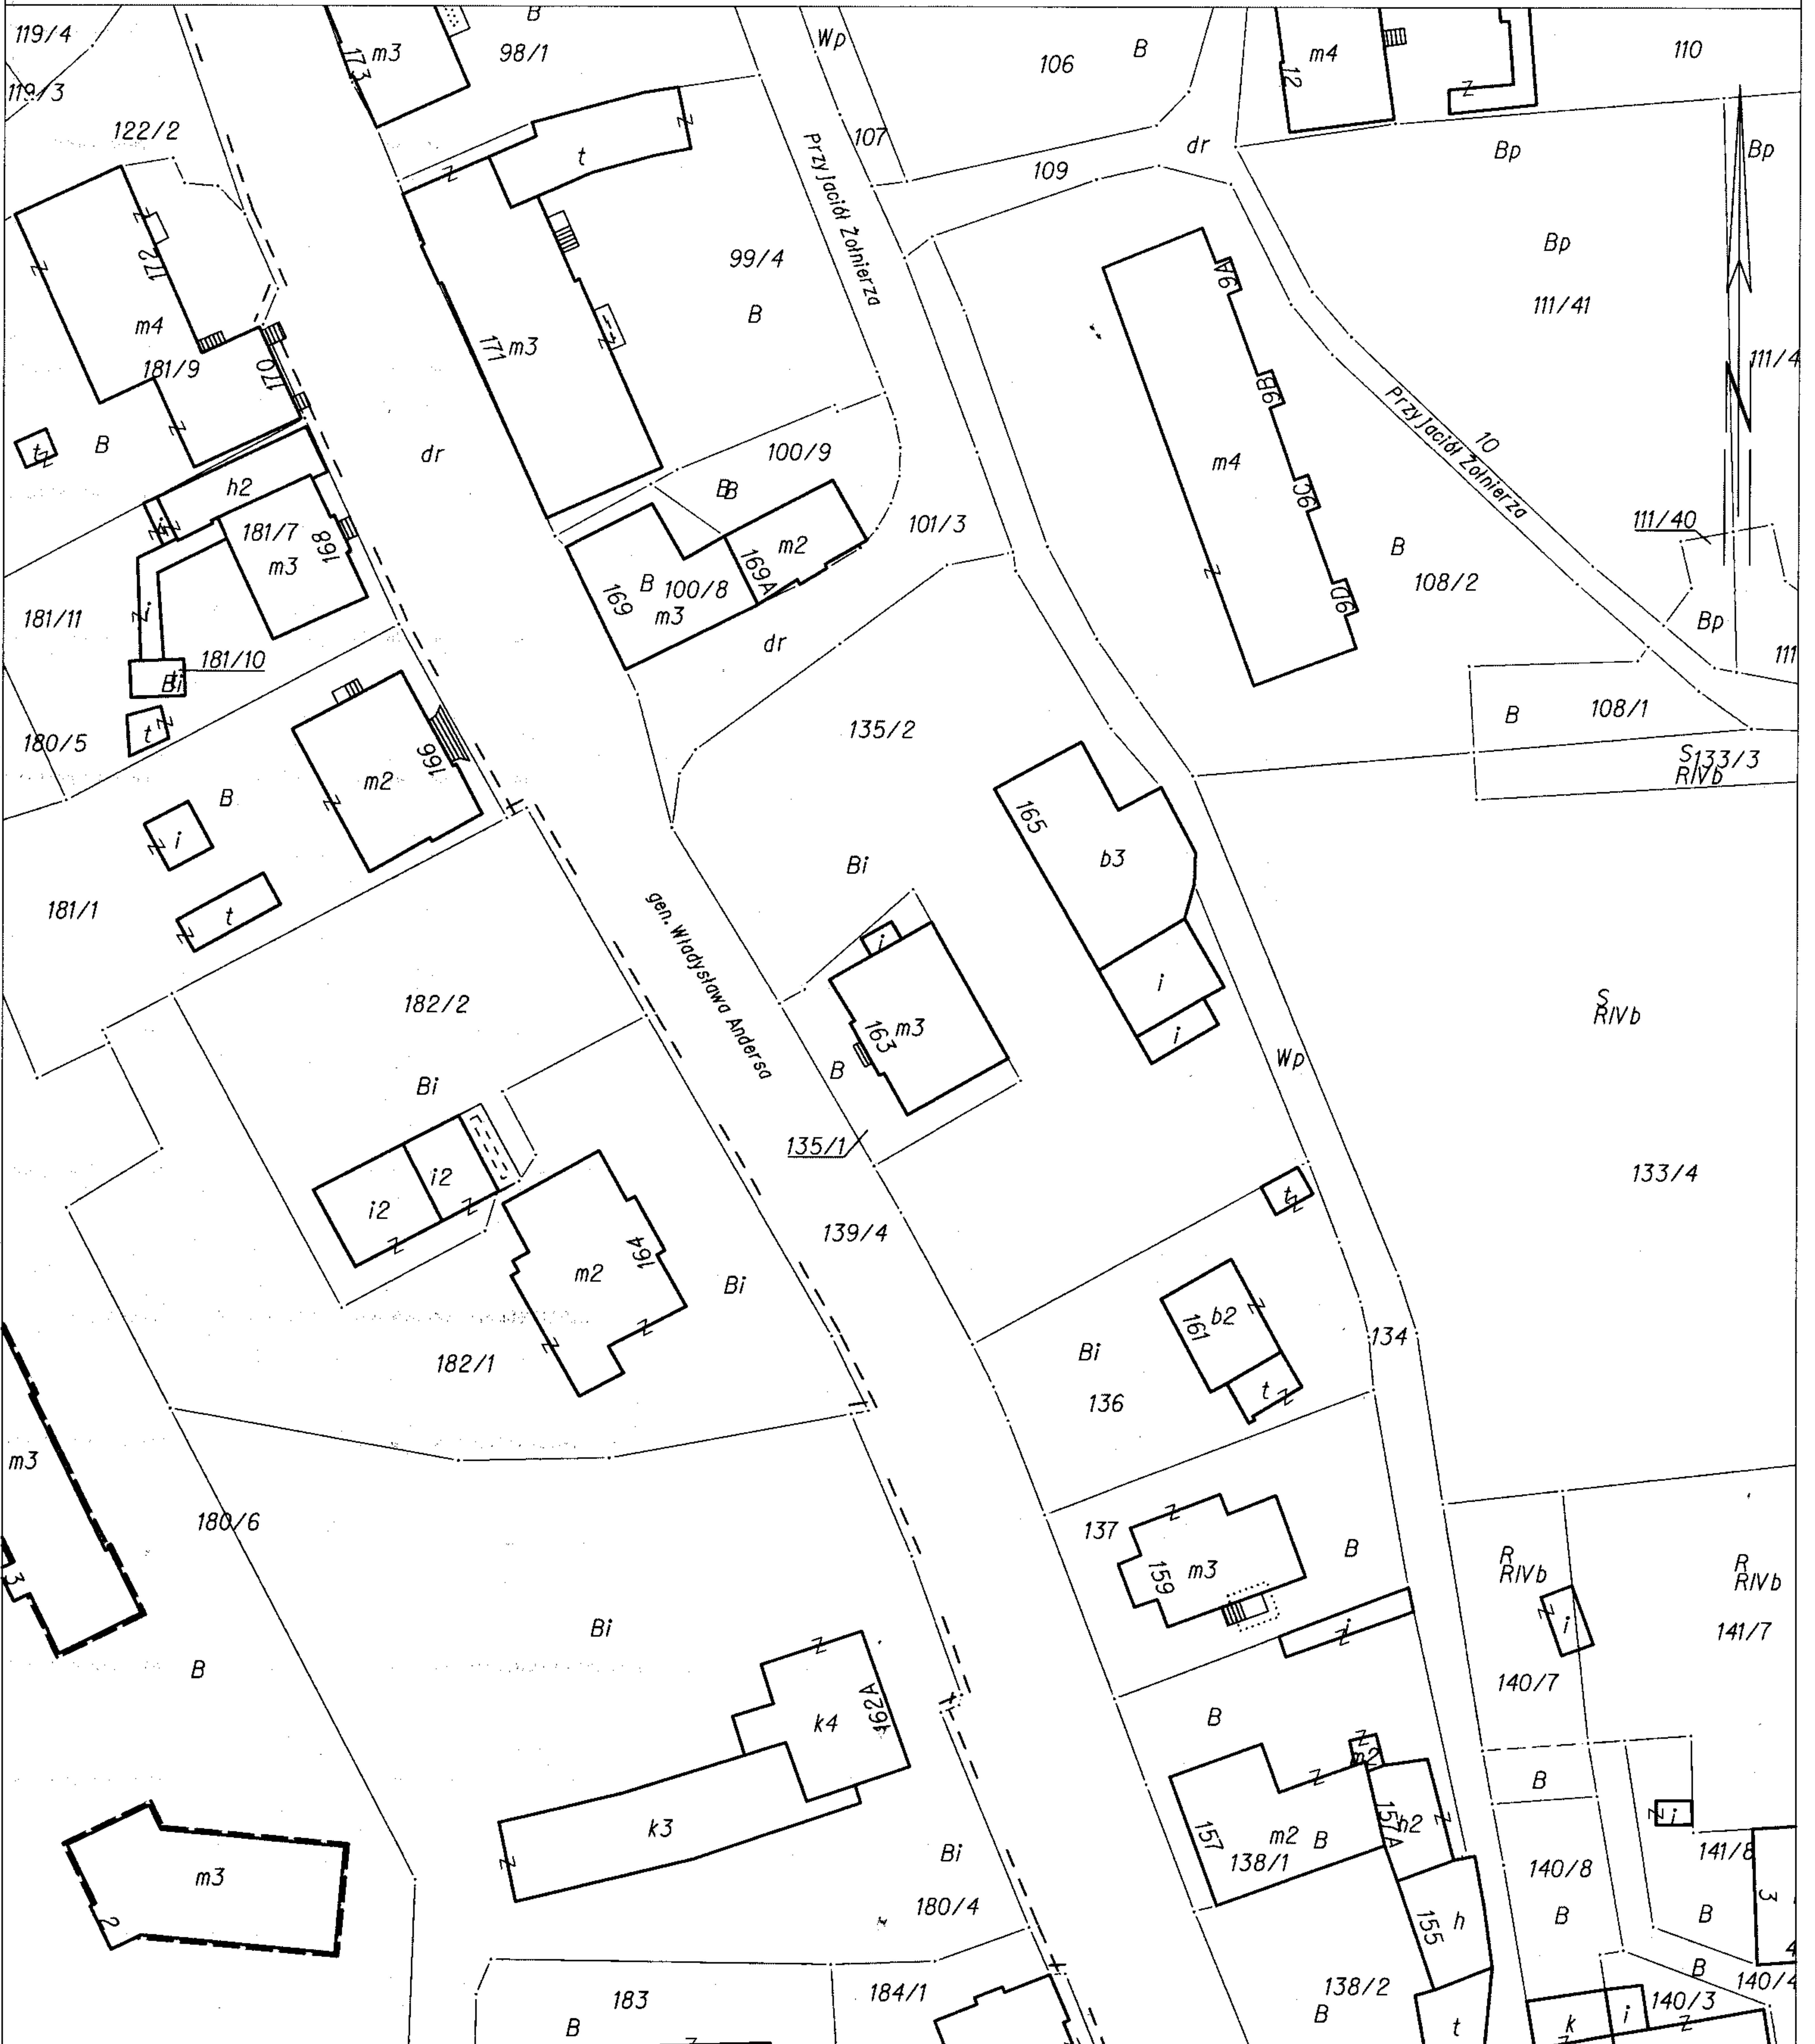 119/4
m3
173
B
98/1
Wp
106
B
m4
12
z
110
119/3
122/2
z
t
z
107
Przyjaciół Żołnierza
109
dr
Bp
Bp
z
172
z
m4
181/9
170
z
99/4
B
171
m3
z
9A
9B
m4
9C
9D
z
Bp
111/41
111/4
10
Przyjaciół Żołnierza
B
t
z
dr
100/9
BB
h2
181/7
168
m3
i
z
i
z
181/11
181/10
Bi
t
z
B
100/8
169
m3
169A
m2
101/3
dr
B
108/2
111/40
Bp
111
180/5
166
m2
z
B
i
z
t
z
181/1
135/2
B
108/1
S
RIVb
133/3
165
b3
Bi
i
i
gen. Władysława Andersa
i
163
m3
B
135/1
182/2
Bi
Wp
S
RIVb
133/4
i2
i2
z
z
164
m2
z
z
Bi
182/1
139/4
t
z
161
b2
z
t
z
Bi
136
134
m3
3
180/6
B
Bi
137
z
159
m3
B
i
z
R
RIVb
i
z
R
RIVb
141/7
140/7
z
162A
k4
k3
z
Bi
180/4
B
z
m2
z
157
m2
B
138/1
157A
h2
z
155
h
B
z
i
141/8
140/8
B
B
3
4
m3
2
183
B
z
184/1
138/2
B
t
B
140/4
140/3
k
i
z
z